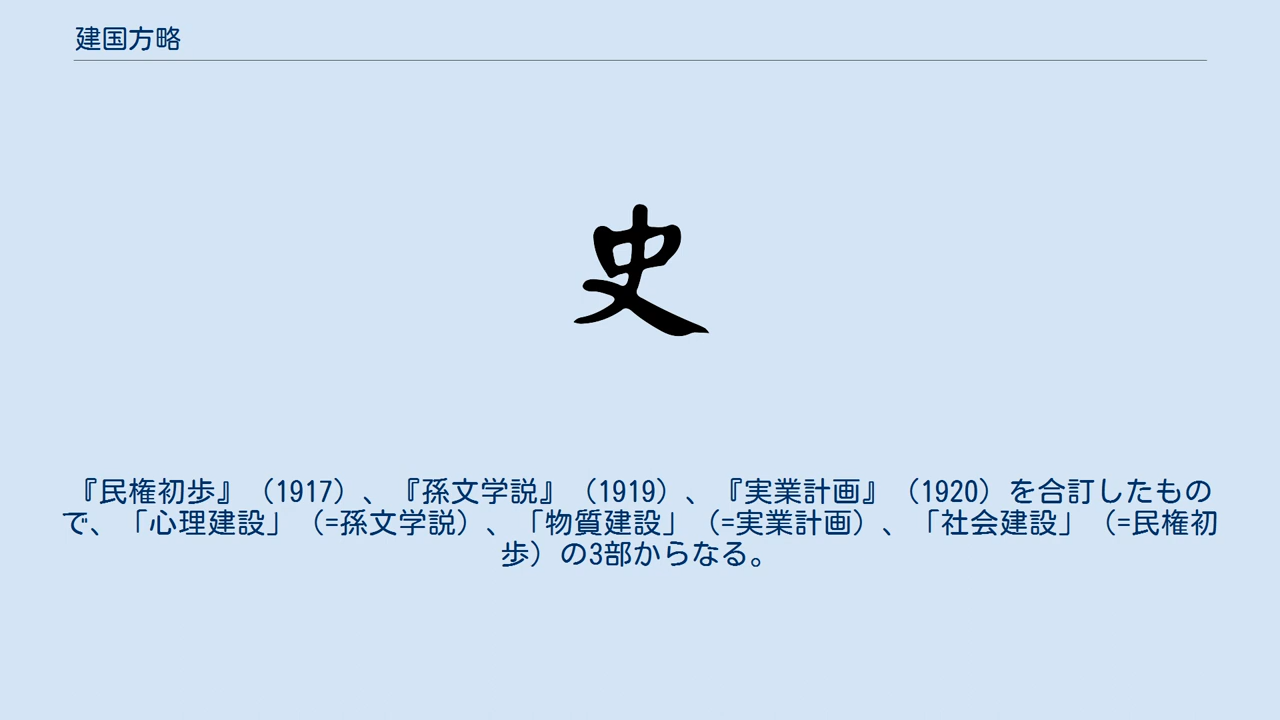 建国方略
史
『民権初歩』（1917）、『孫文学説』（1919）、『実業計画』（1920）を合訂したもの
で、「心理建設」（=孫文学説）、「物質建設」（=実業計画）、「社会建設」（=民権初
歩）の3部からなる。